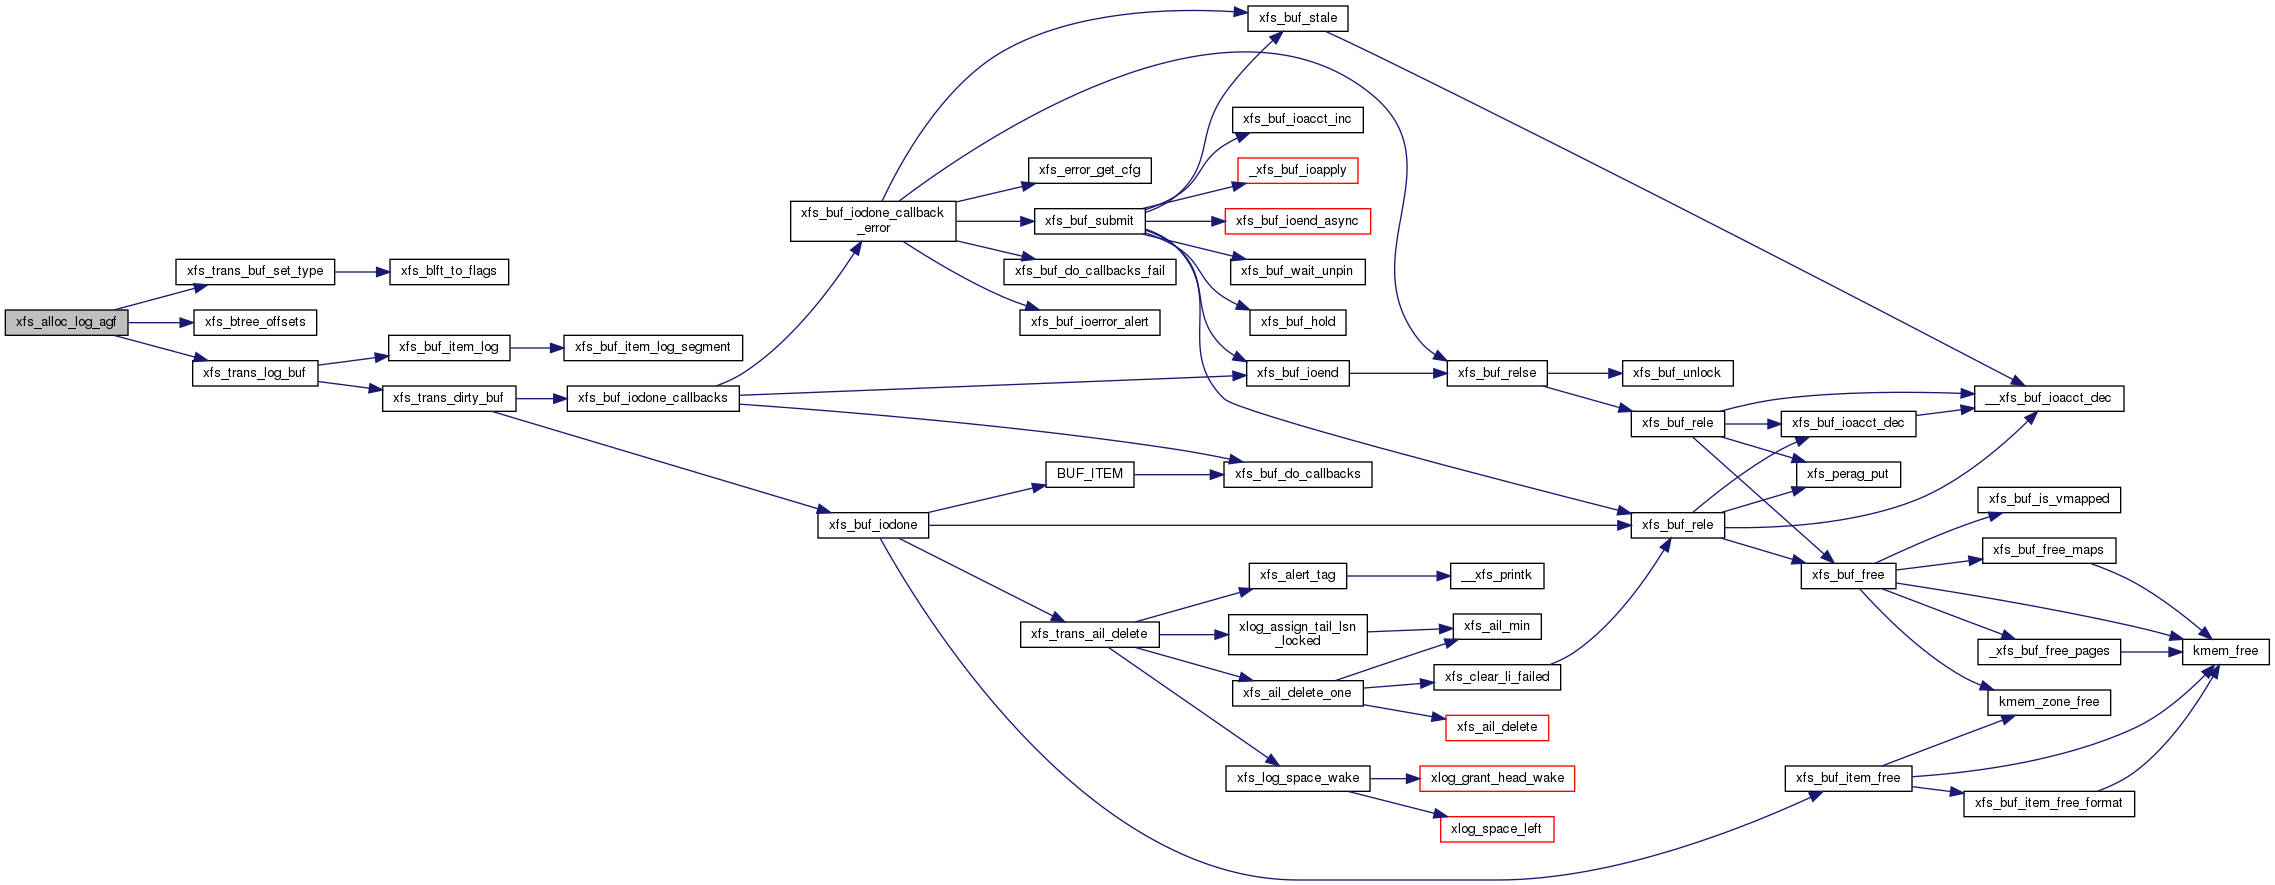 xfs_alloc_log_agf
xfs_trans_buf_set_type
xfs_blft_to_flags
xfs_btree_offsets
xfs_trans_log_buf
xfs_buf_item_log
xfs_buf_item_log_segment
xfs_trans_dirty_buf
xfs_buf_iodone_callbacks
xfs_buf_iodone_callback
_error
xfs_buf_stale
xfs_buf_ioacct_inc
xfs_error_get_cfg
_xfs_buf_ioapply
xfs_buf_submit
xfs_buf_ioend_async
xfs_buf_do_callbacks_fail
xfs_buf_wait_unpin
xfs_buf_ioerror_alert
xfs_buf_hold
xfs_buf_ioend
xfs_buf_relse
xfs_buf_unlock
__xfs_buf_ioacct_dec
xfs_buf_rele
xfs_buf_ioacct_dec
BUF_ITEM
xfs_buf_do_callbacks
xfs_perag_put
xfs_buf_iodone
xfs_buf_rele
xfs_buf_is_vmapped
xfs_buf_free_maps
xfs_alert_tag
__xfs_printk
xfs_buf_free
xfs_trans_ail_delete
xlog_assign_tail_lsn
_locked
xfs_ail_min
_xfs_buf_free_pages
kmem_free
xfs_ail_delete_one
xfs_clear_li_failed
kmem_zone_free
xfs_ail_delete
xfs_log_space_wake
xlog_grant_head_wake
xfs_buf_item_free
xfs_buf_item_free_format
xlog_space_left